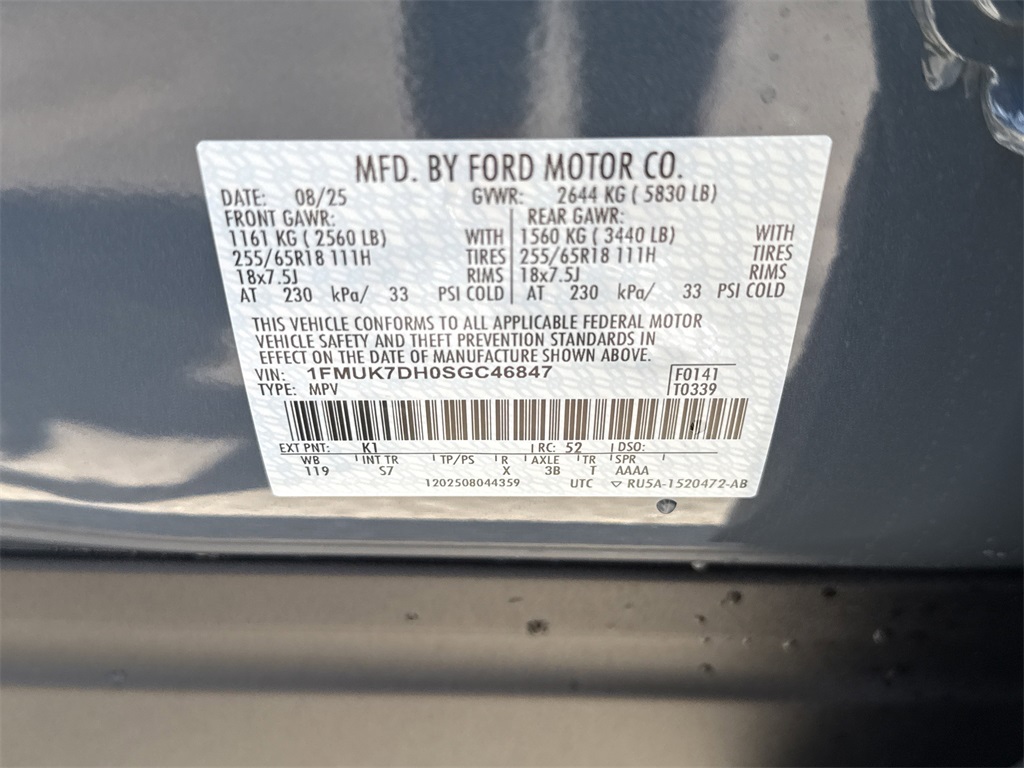 MFD. BY FORD MOTOR CO.
DATE: 08/25 GVWR: 2644 KG ( 5830 LB)
FRONT GAWR: REAR GAWR:
1161 KG ( 2560 LB) WITH 1560 KG ( 3440 LB) WITH
255/65R18 111H TIRES 255/65R18 111H TIRES
18x7.5J RIMS 18x7.5J RIMS
AT 230 kPa/ 33 PSI COLD AT 230 kPa/ 33 PSI COLD
THIS VEHICLE CONFORMS TO ALL APPLICABLE FEDERAL MOTOR
VEHICLE SAFETY AND THEFT PREVENTION STANDARDS IN
EFFECT ON THE DATE OF MANUFACTURE SHOWN ABOVE.
VIN: 1FMUK7DH0SGC46847 F0141
TYPE: MPV T0339
EXT PNT: K1 RC: 52 DSO:
WB INT TR TP/PS R AXLE TR SPR
119 S7 X 3B T AAAA
1202508044359 UTC ▽ RU5A-1520472-AB